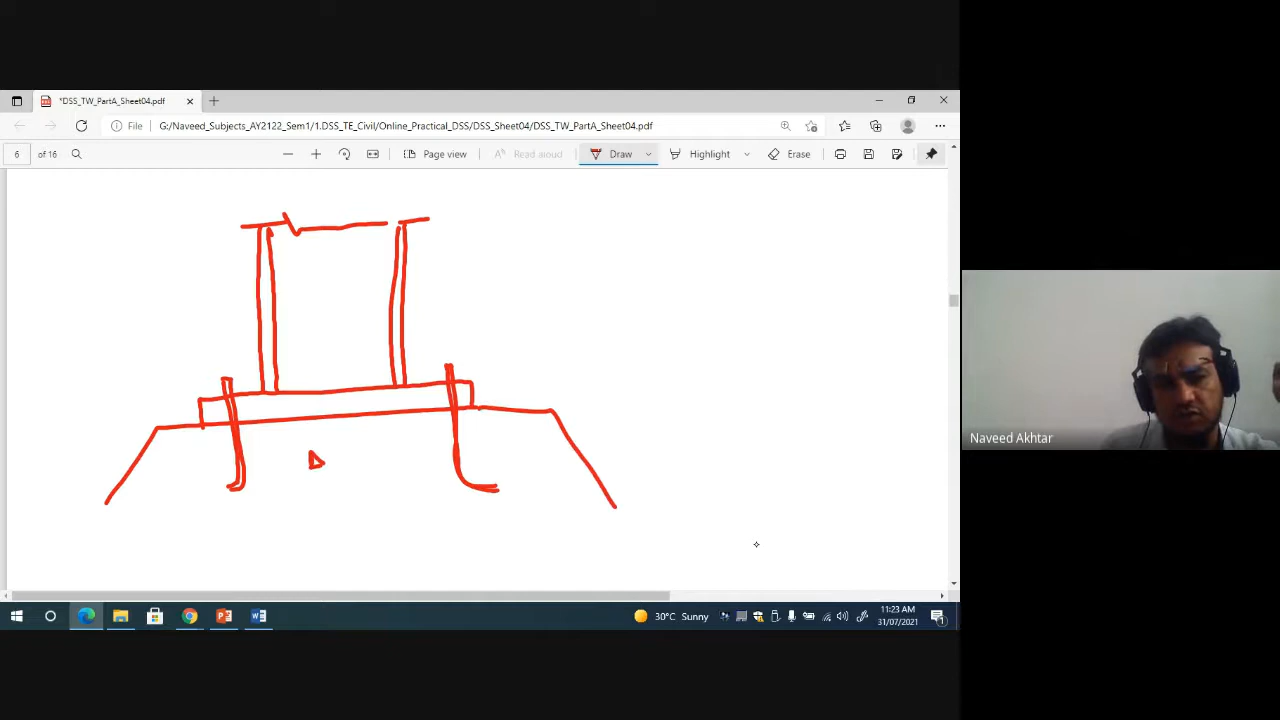 *DSS_TW_PartA_Sheet04.pdf
File
G:/Naveed_Subjects_AY2122_Sem1/1.DSS_TE_Civil/Online_Practical_DSS/DSS_Sheet04/DSS_TW_PartA_Sheet04.pdf
6 of 16
Page view
Read aloud
Draw
Highlight
Erase
Naveed Akhtar
30°C Sunny
11:23 AM
31/07/2021
1